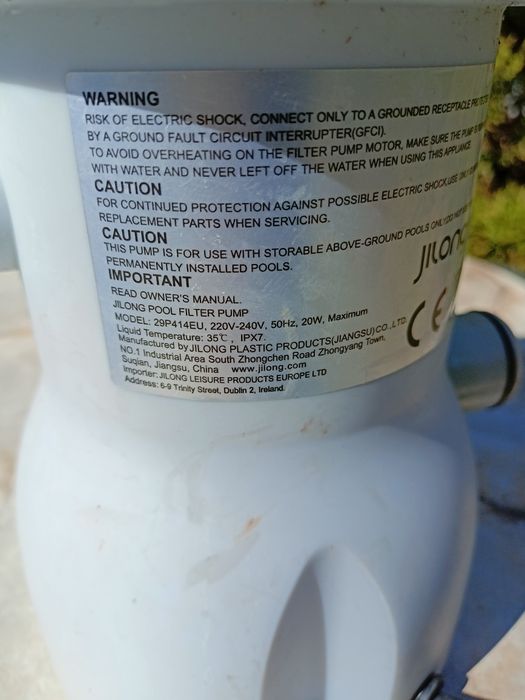 WARNING
RISK OF ELECTRIC SHOCK, CONNECT ONLY TO A GROUNDED RECEPTACLE
BY A GROUND FAULT CIRCUIT INTERRUPTER(GFCI).
TO AVOID OVERHEATING ON THE FILTER PUMP MOTOR, MAKE SURE THE PUMP IS
WITH WATER AND NEVER LEFT OFF THE WATER WHEN USING THIS APPLIANCE
CAUTION
FOR CONTINUED PROTECTION AGAINST POSSIBLE ELECTRIC SHOCK,USE ONLY
REPLACEMENT PARTS WHEN SERVICING.
CAUTION
THIS PUMP IS FOR USE WITH STORABLE ABOVE-GROUND POOLS ONLY,DO NOT
PERMANENTLY INSTALLED POOLS.
IMPORTANT
READ OWNER'S MANUAL.
JILONG POOL FILTER PUMP
MODEL: 29P414EU, 220V-240V, 50Hz, 20W, Maximum
Liquid Temperature: 35℃, IPX7.
Manufactured by JILONG PLASTIC PRODUCTS(JIANGSU)CO.,LTD.
NO.1 Industrial Area South Zhongchen Road Zhongyang Town,
Suqian, Jiangsu, China www.jilong.com
Importer: JILONG LEISURE PRODUCTS EUROPE LTD
Address: 6-9 Trinity Street, Dublin 2, Ireland.
JILONG
CE